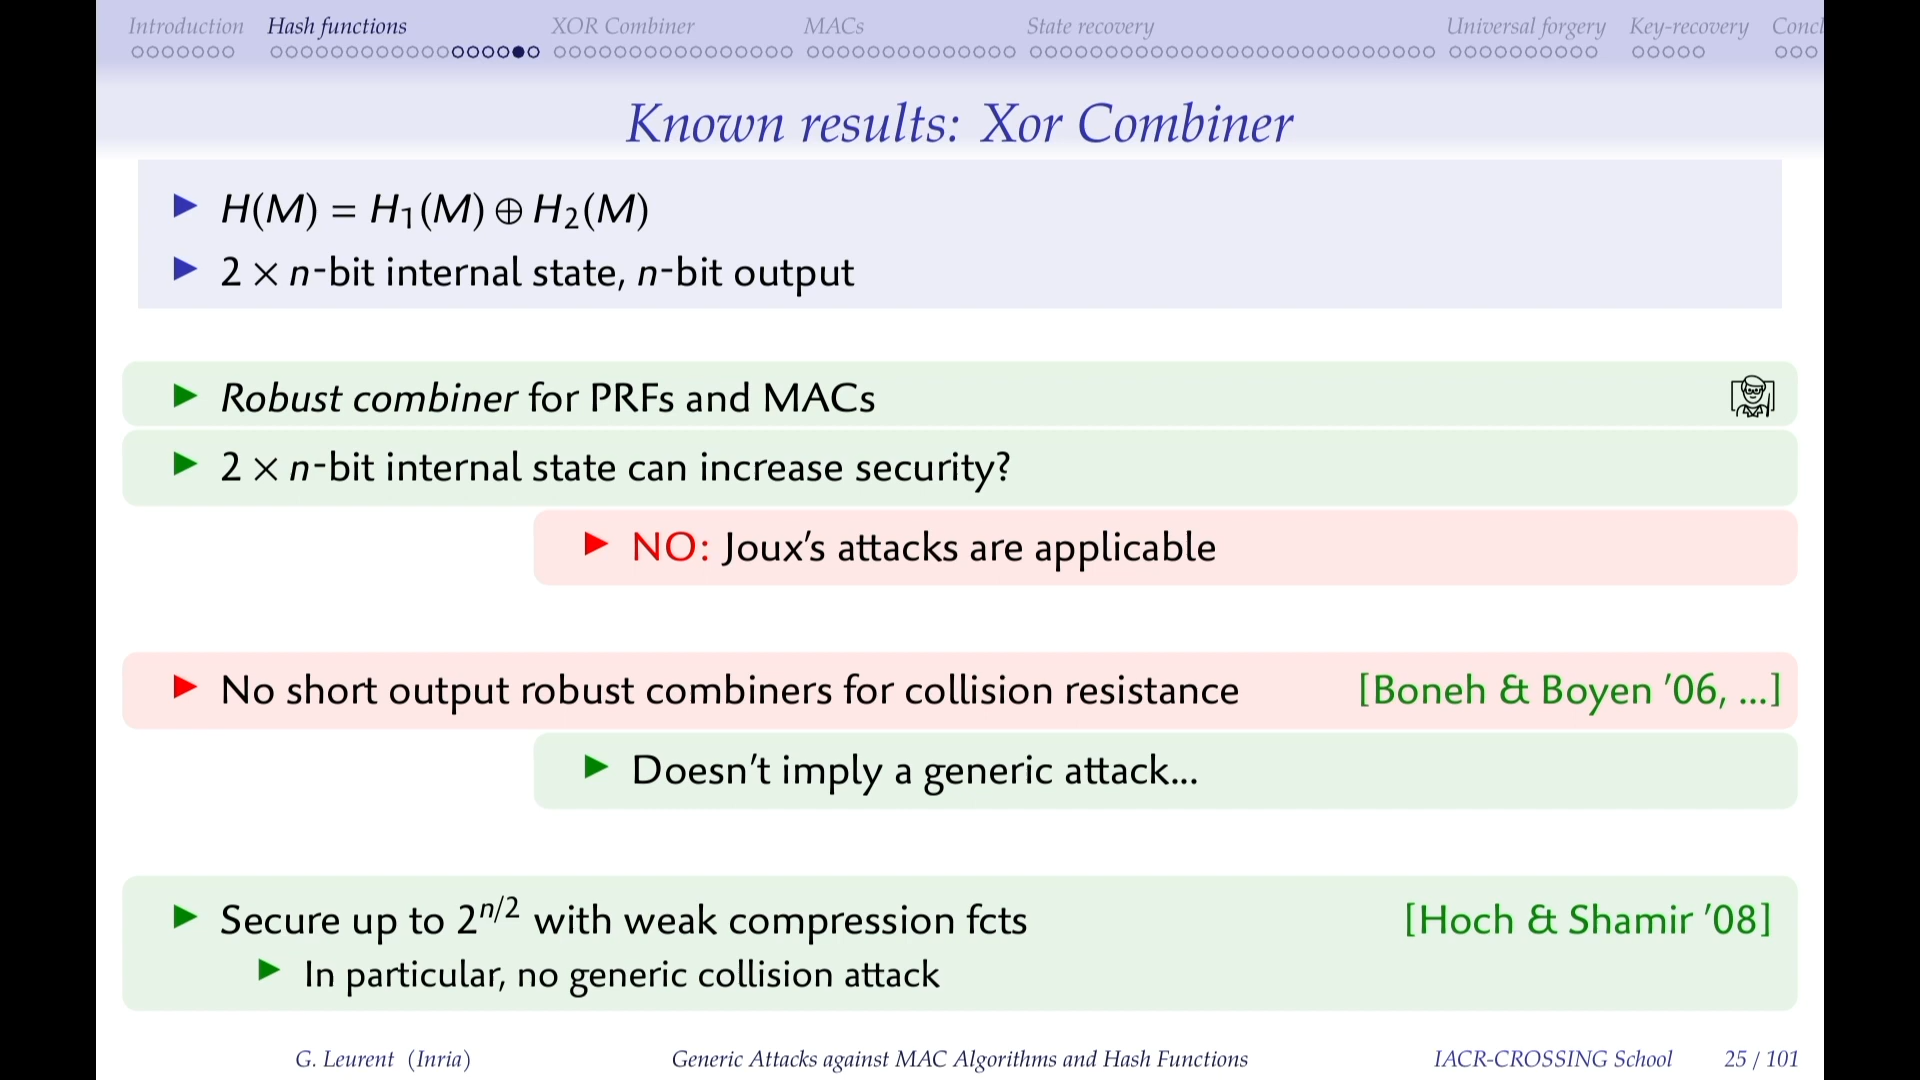 Introduction Hash functions XOR Combiner MACs State recovery Universal forgery Key-recovery Concl
Known results: Xor Combiner
H(M) = H₁(M) ⊕ H₂(M)
2 × n-bit internal state, n-bit output
Robust combiner for PRFs and MACs
2 × n-bit internal state can increase security?
NO: Joux's attacks are applicable
No short output robust combiners for collision resistance [Boneh & Boyen '06, ...]
Doesn't imply a generic attack...
Secure up to 2^{n/2} with weak compression fcts [Hoch & Shamir '08]
In particular, no generic collision attack
G. Leurent (Inria) Generic Attacks against MAC Algorithms and Hash Functions IACR-CROSSING School 25 / 101